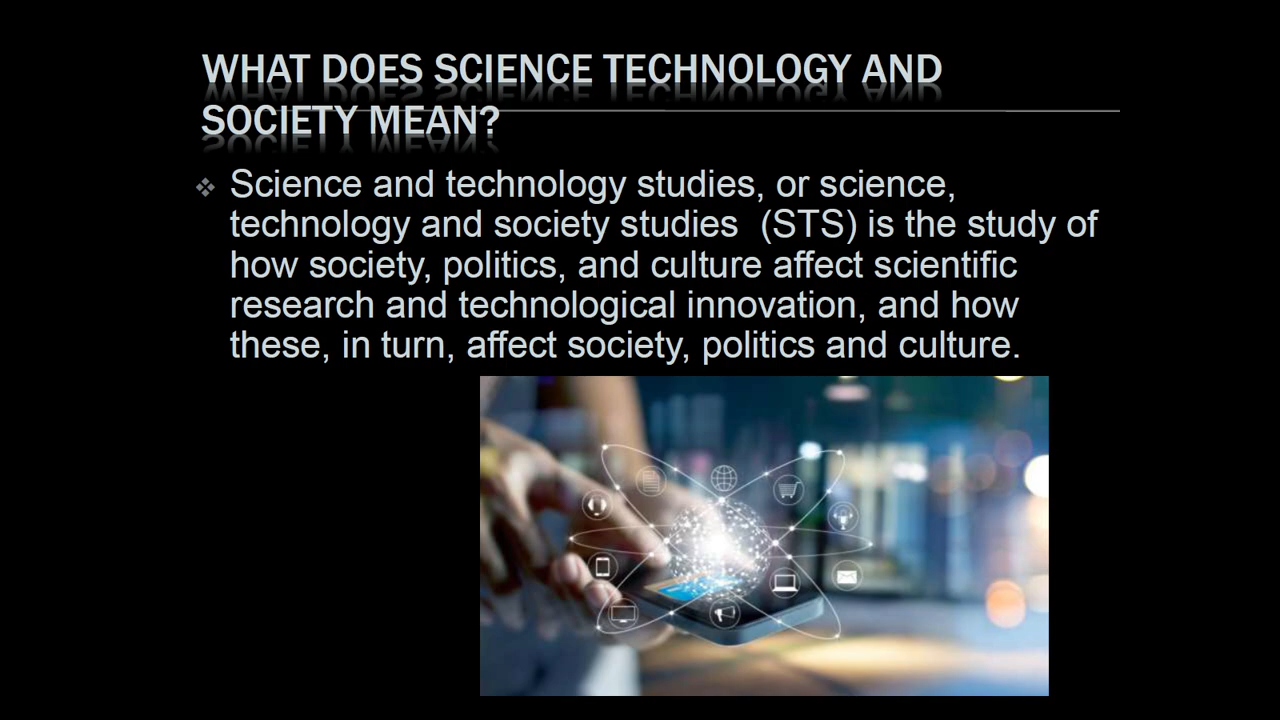 WHAT DOES SCIENCE TECHNOLOGY AND
SOCIETY MEAN?
Science and technology studies, or science,
technology and society studies  (STS) is the study of
how society, politics, and culture affect scientific
research and technological innovation, and how
these, in turn, affect society, politics and culture.